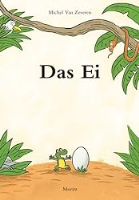 Michel Van Zeveren
Das Ei
Moritz